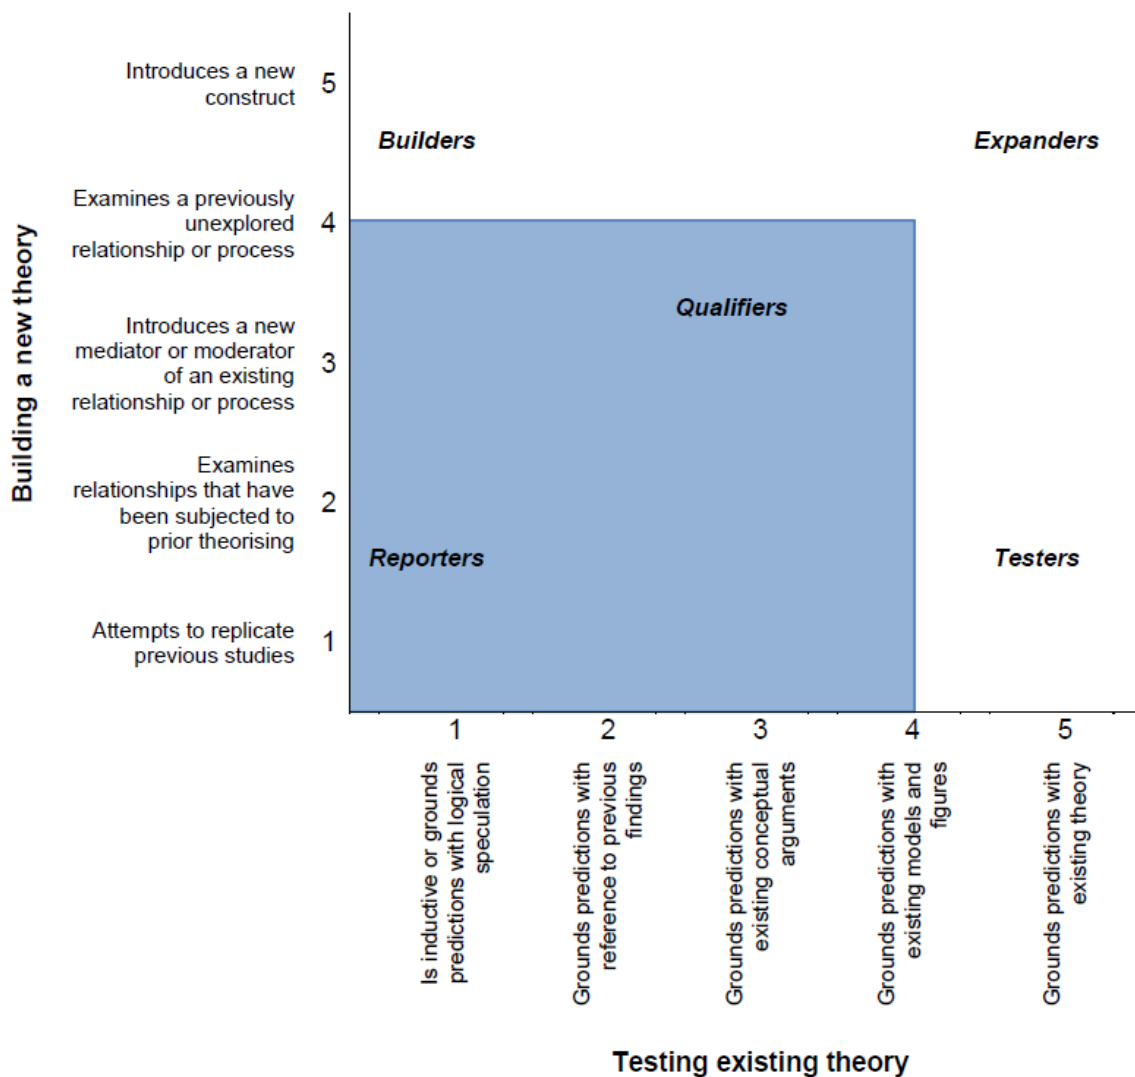 Introduces a new
construct
5
Builders
Expanders
Examines a previously
unexplored
relationship or process
4
Qualifiers
Introduces a new
mediator or moderator
of an existing
relationship or process
3
Examines
relationships that have
been subjected to
prior theorising
2
Reporters
Testers
Attempts to replicate
previous studies
1
Building a new theory
1
2
3
4
5
Is inductive or grounds
predictions with logical
speculation
Grounds predictions with
reference to previous
findings
Grounds predictions with
existing conceptual
arguments
Grounds predictions with
existing models and
figures
Grounds predictions with
existing theory
Testing existing theory